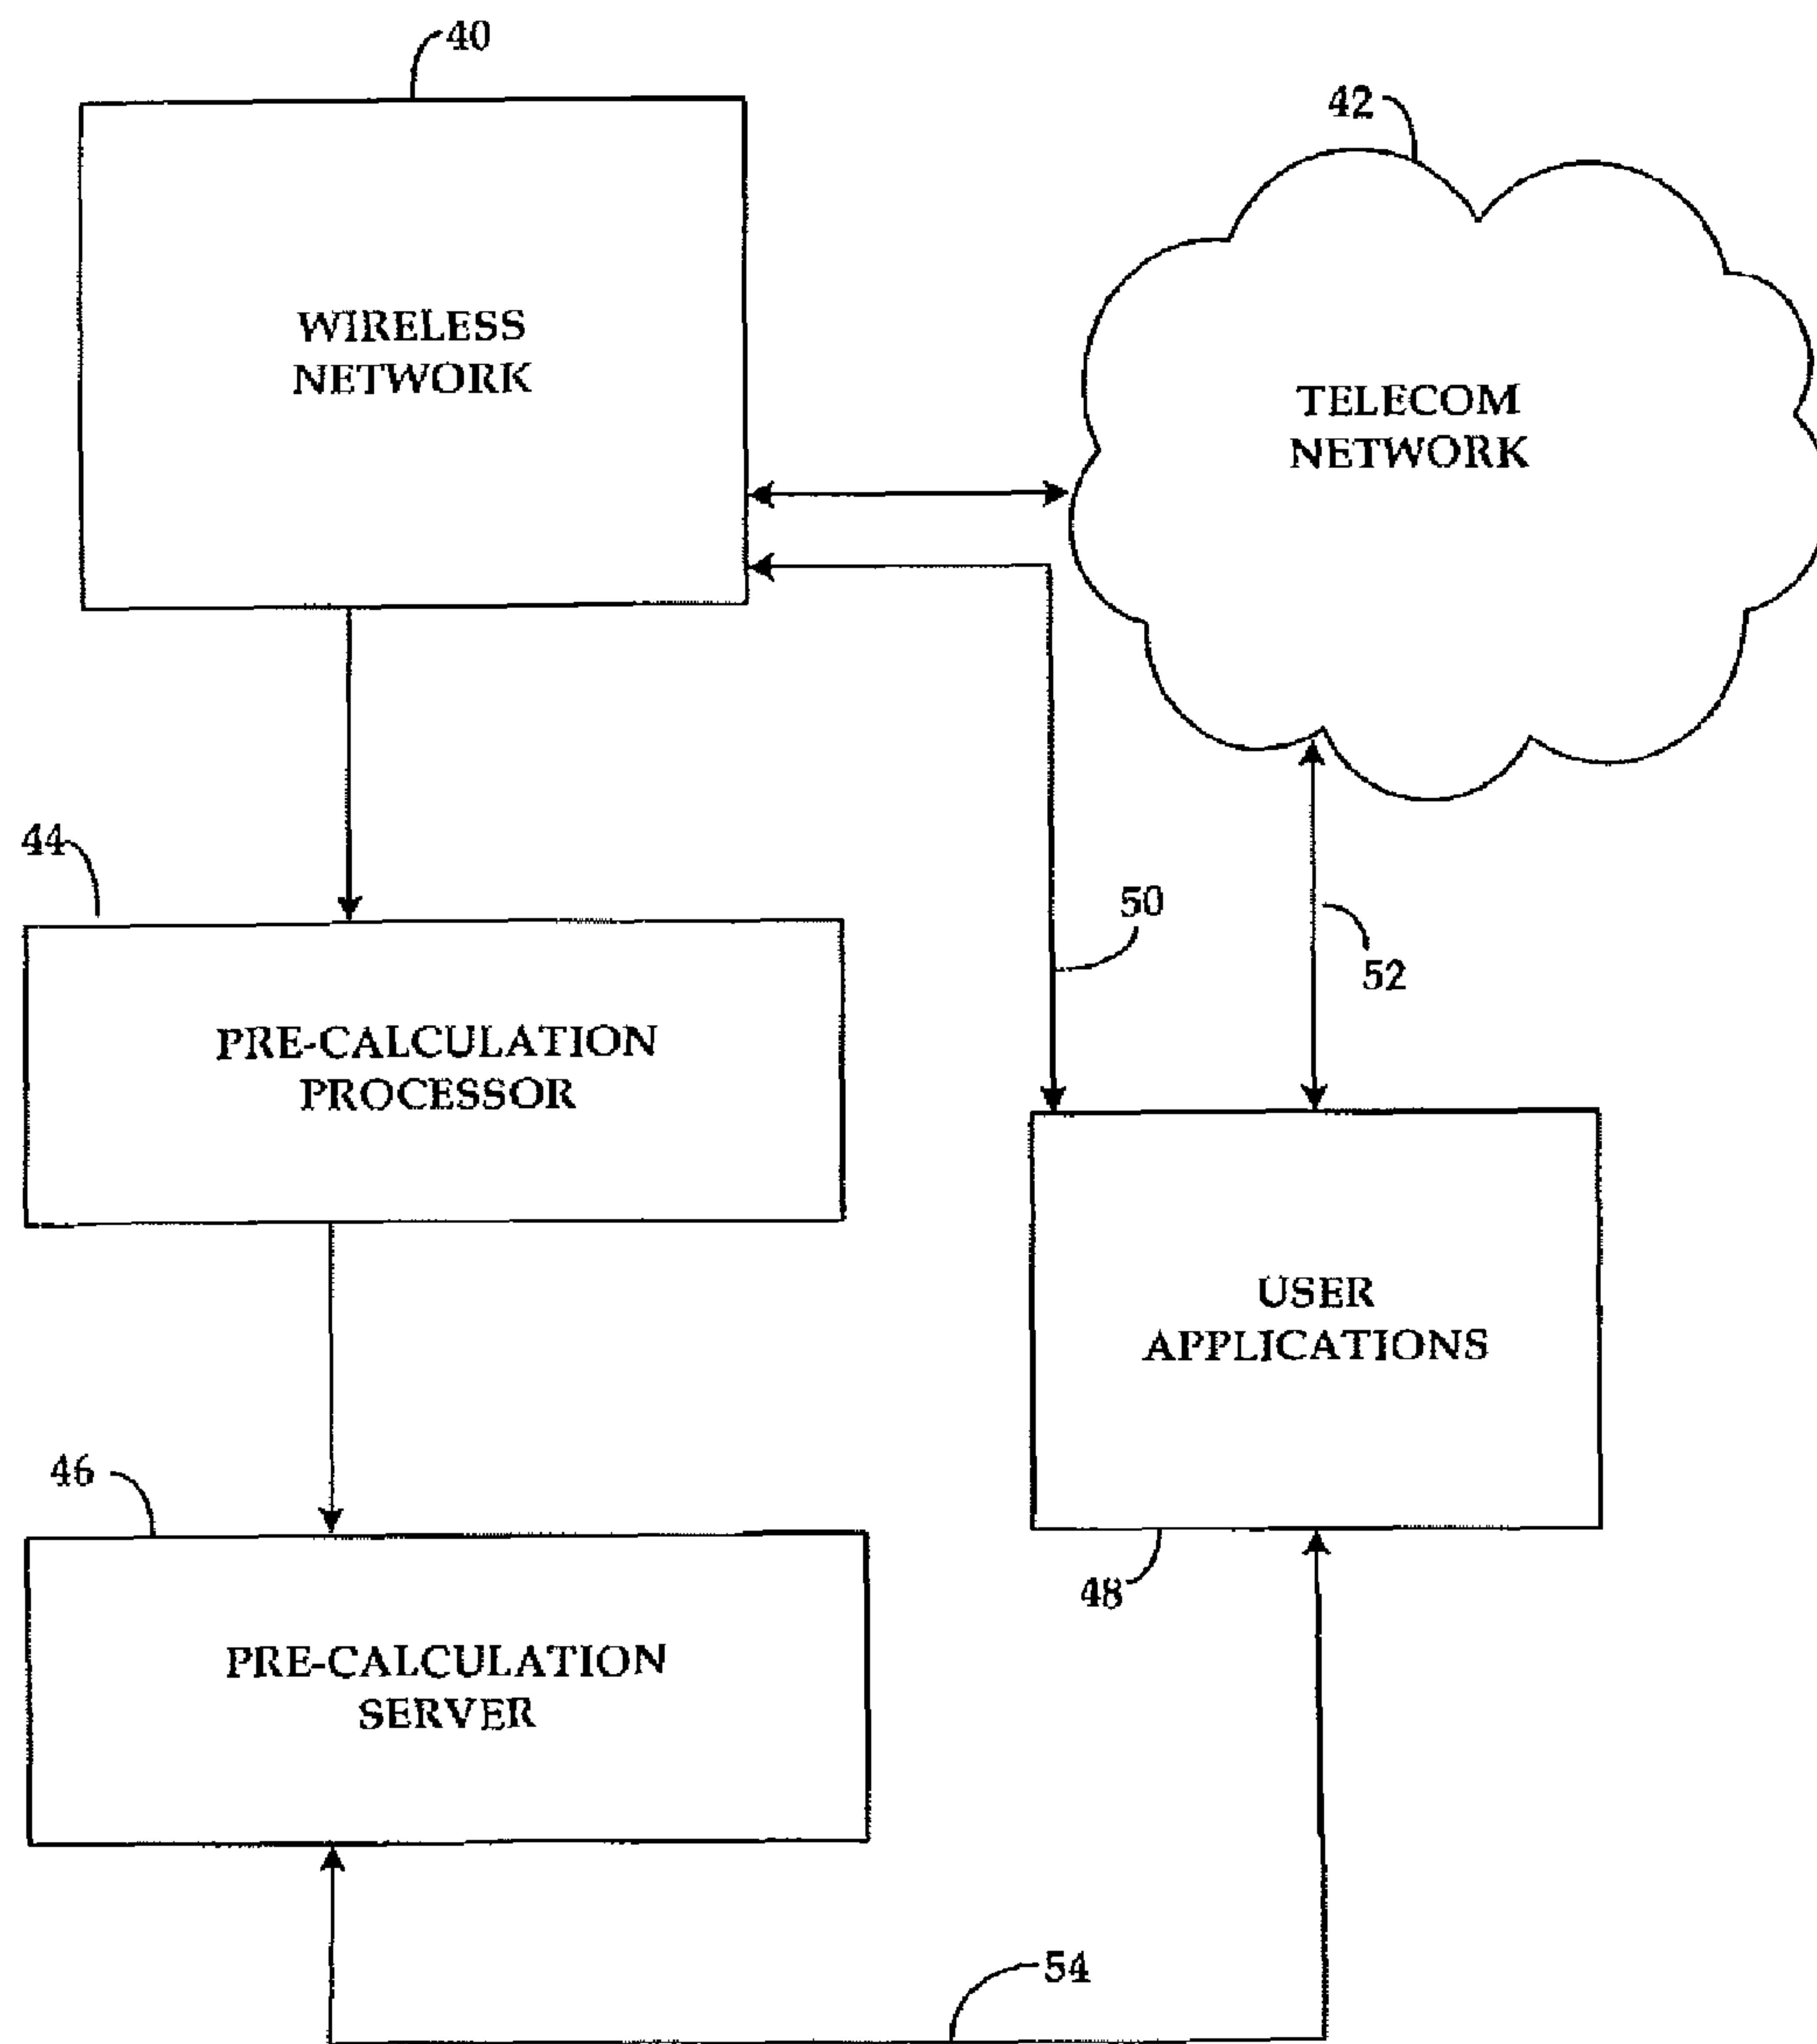 40
42
WIRELESS
NETWORK
TELECOM
NETWORK
44
50
52
PRE-CALCULATION
PROCESSOR
USER
APPLICATIONS
46
48
PRE-CALCULATION
SERVER
54